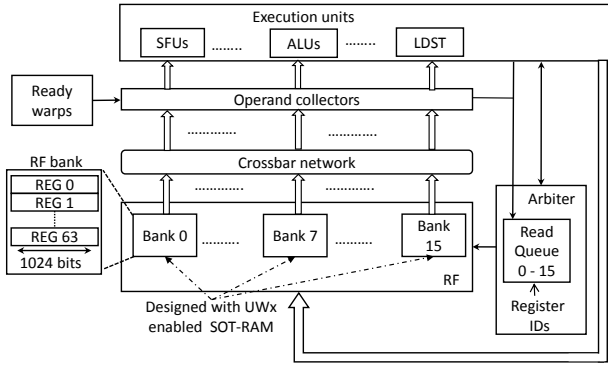 Execution units
SFUs ........ ALUs ...... LDST
Ready
warps
Operand collectors
............. .............
Crossbar network
............. .............
RF bank
REG 0
REG 1
REG 63
1024 bits
Bank 0 ......... Bank 7 ......... Bank
15
RF
Designed with UWx
enabled SOT-RAM
Arbiter
Read
Queue
0 - 15
Register
IDs